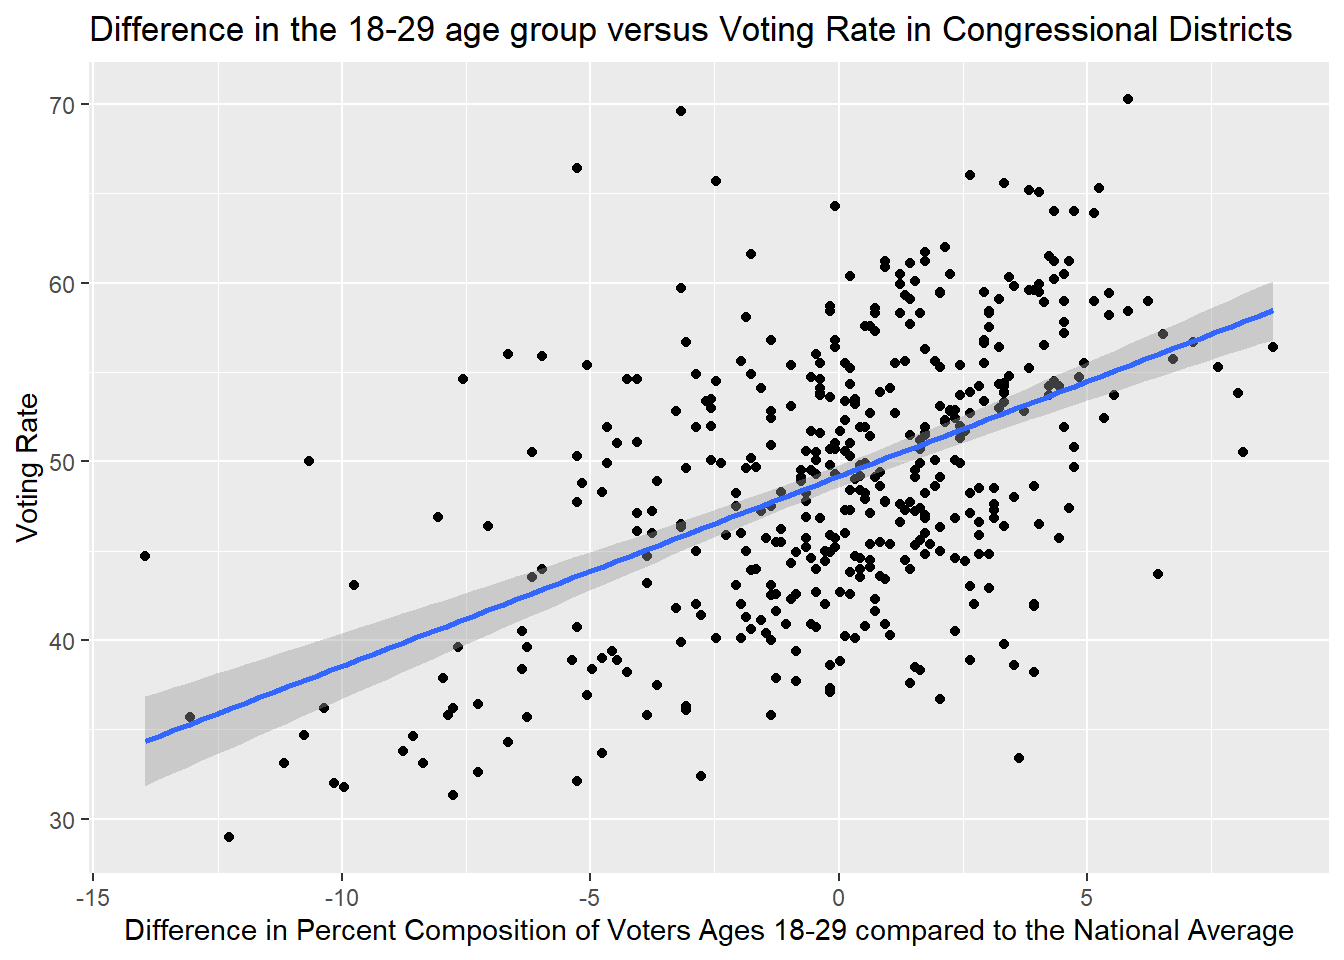 Difference in the 18-29 age group versus Voting Rate in Congressional Districts
70
60
50
40
30
Voting Rate
-15 -10 -5 0 5
Difference in Percent Composition of Voters Ages 18-29 compared to the National Average